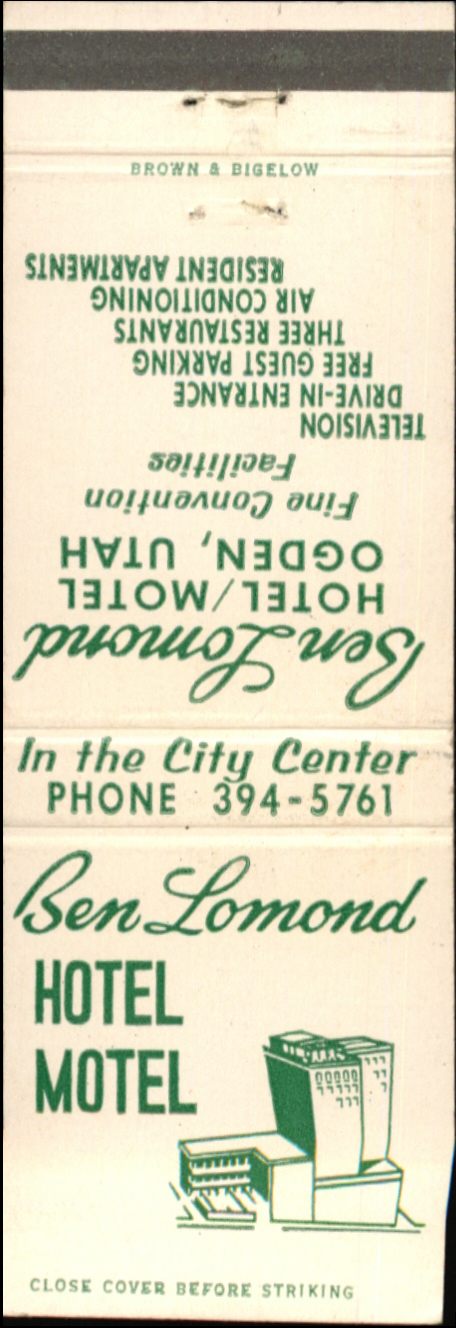 BROWN & BIGELOW
Ben Lomond
HOTEL/MOTEL
OGDEN, UTAH
Fine Convention
Facilities
TELEVISION
DRIVE-IN ENTRANCE
FREE GUEST PARKING
THREE RESTAURANTS
AIR CONDITIONING
RESIDENT APARTMENTS
In the City Center
PHONE 394-5761
Ben Lomond
HOTEL
MOTEL
CLOSE COVER BEFORE STRIKING